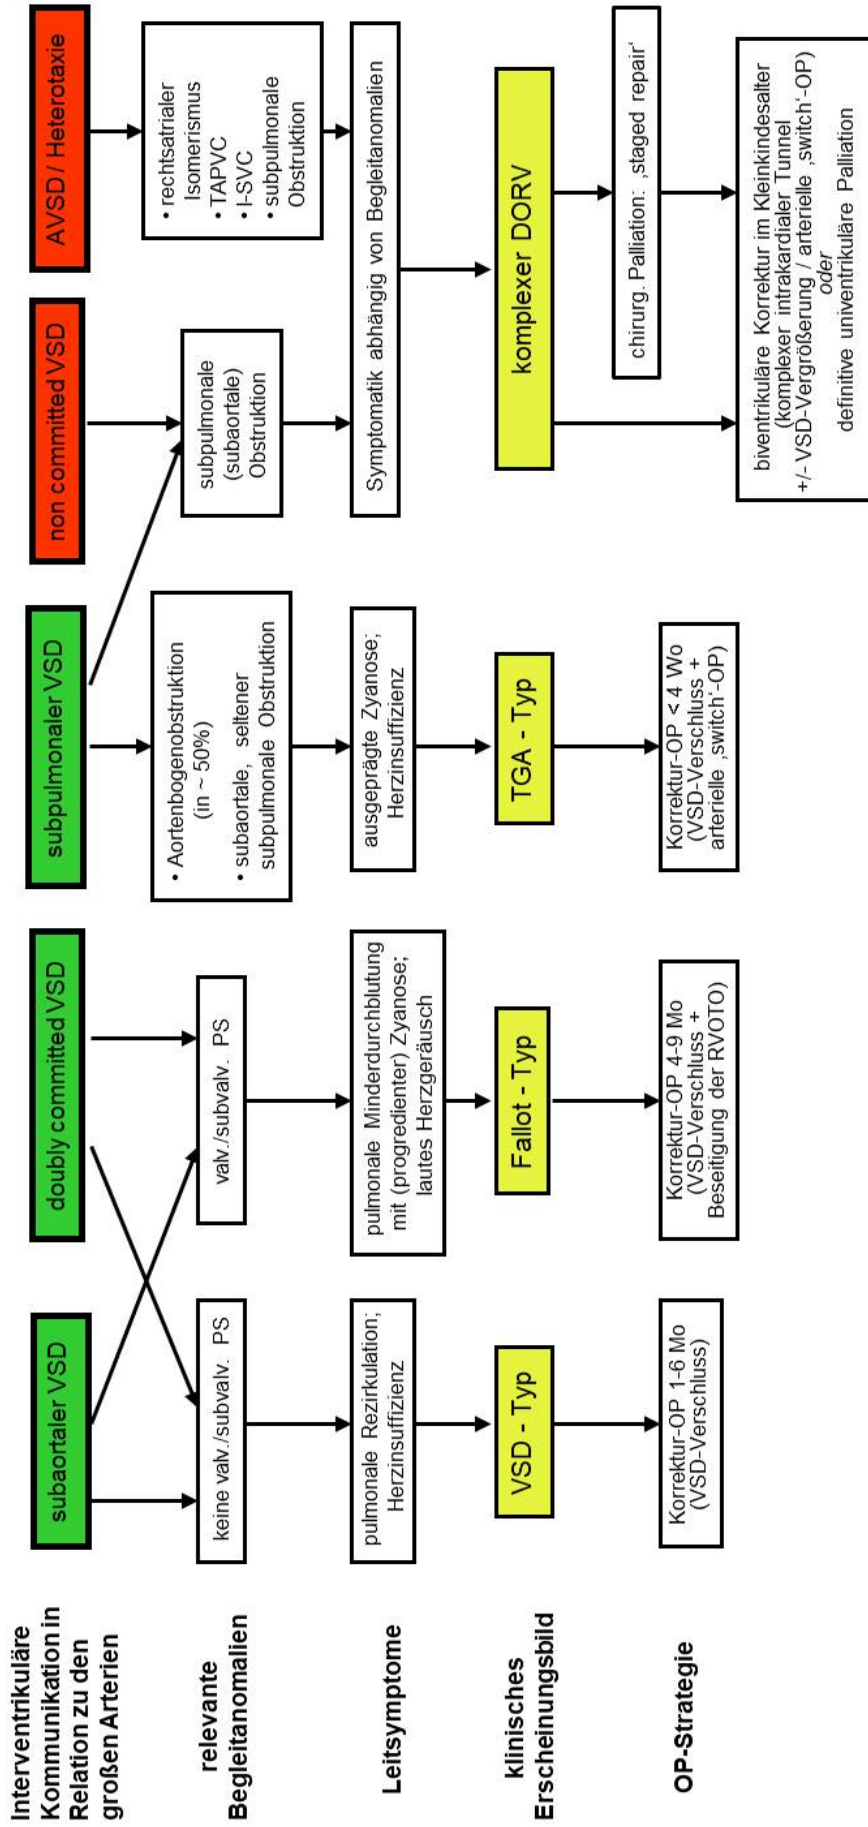 Interventrikuläre
Kommunikation in
Relation zu den
großen Arterien
subaortaler VSD
doubly committed VSD
subpulmonaler VSD
non committed VSD
AVSD / Heterotaxie
relevante
Begleitanomalien
keine valv./subvalv. PS
valv./subvalv. PS
• Aortenbogenobstruktion
(in ~ 50%)
• subaortale, seltener
subpulmonale Obstruktion
subpulmonale
(subaortale)
Obstruktion
• rechtsatrialer
Isomerismus
• TAPVC
• l-SVC
• subpulmonale
Obstruktion
Leitsymptome
pulmonale Rezirkulation;
Herzinsuffizienz
pulmonale Minderdurchblutung
mit (progredienter) Zyanose;
lautes Herzgeräusch
ausgeprägte Zyanose;
Herzinsuffizienz
Symptomatik abhängig von Begleitanomalien
klinisches
Erscheinungsbild
VSD - Typ
Fallot - Typ
TGA - Typ
komplexer DORV
OP-Strategie
Korrektur-OP 1-6 Mo
(VSD-Verschluss)
Korrektur-OP 4-9 Mo
(VSD-Verschluss +
Beseitigung der RVOTO)
Korrektur-OP < 4 Wo
(VSD-Verschluss +
arterielle ‚switch‘-OP)
chirurg. Palliation: ‚staged repair‘
biventrikuläre Korrektur im Kleinkindesalter
(komplexer intrakardialer Tunnel
+/- VSD-Vergrößerung / arterielle ‚switch‘-OP)
oder
definitive univentrikuläre Palliation